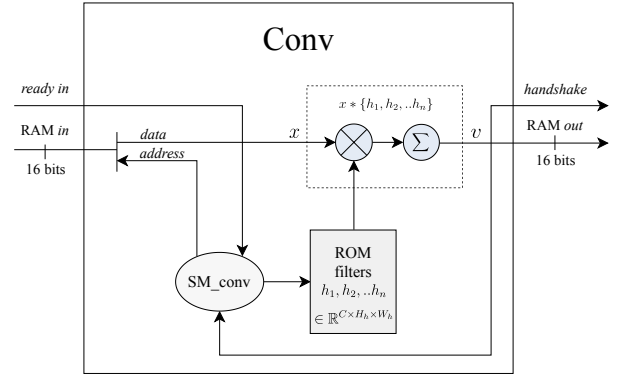 Conv
ready in
handshake
x ∗ {h₁, h₂, ..hₙ}
RAM in
data
x
v
RAM out
address
Σ
16 bits
16 bits
ROM
filters
SM_conv
h₁, h₂, ..hₙ
∈ ℝ^{C×Hₕ×Wₕ}